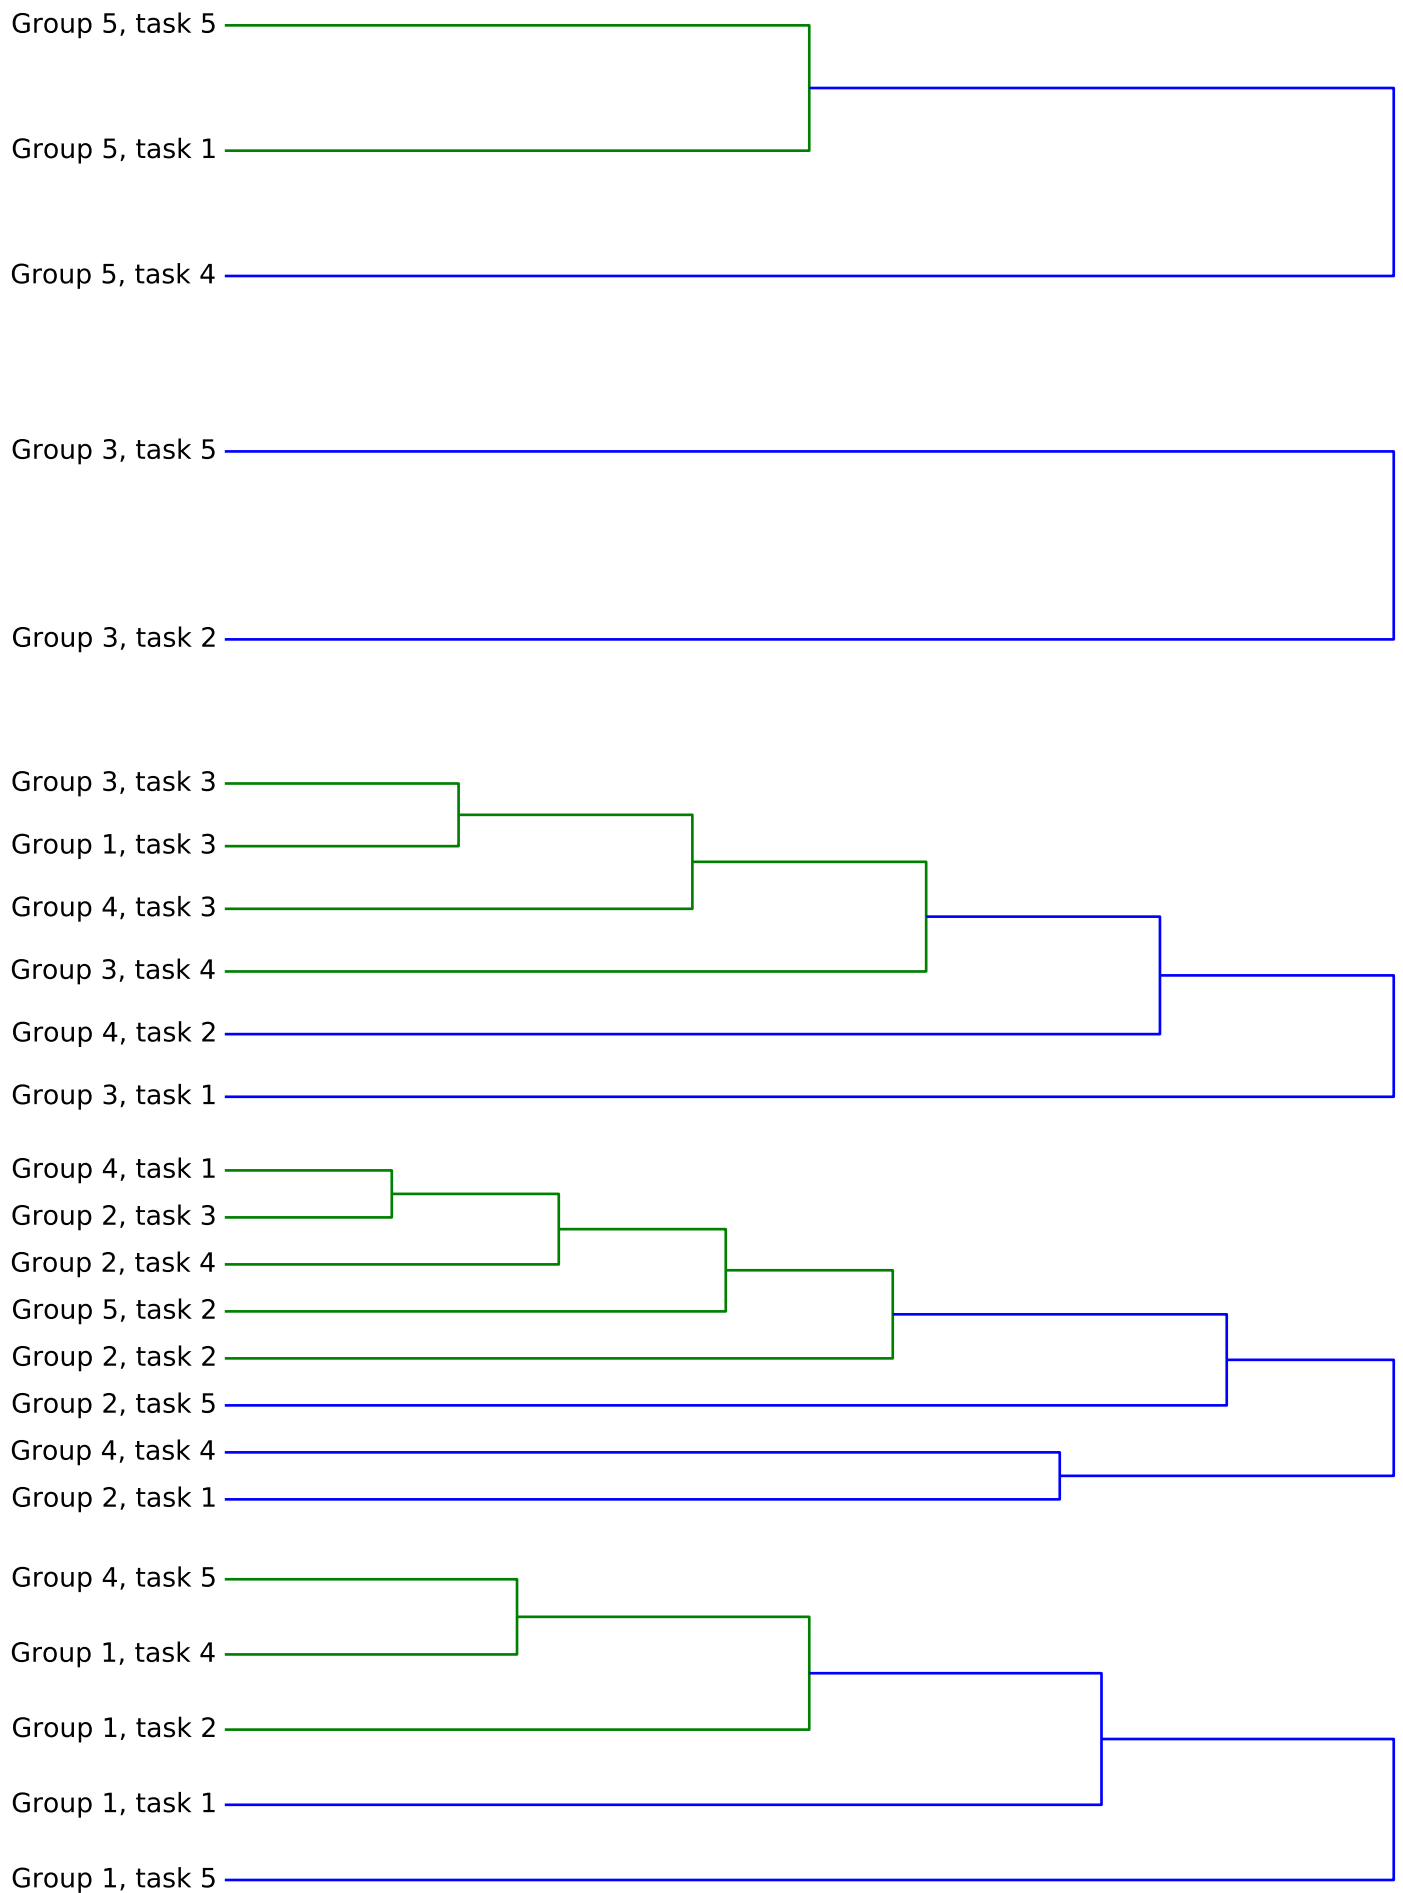 Group 5, task 5
Group 5, task 1
Group 5, task 4
Group 3, task 5
Group 3, task 2
Group 3, task 3
Group 1, task 3
Group 4, task 3
Group 3, task 4
Group 4, task 2
Group 3, task 1
Group 4, task 1
Group 2, task 3
Group 2, task 4
Group 5, task 2
Group 2, task 2
Group 2, task 5
Group 4, task 4
Group 2, task 1
Group 4, task 5
Group 1, task 4
Group 1, task 2
Group 1, task 1
Group 1, task 5